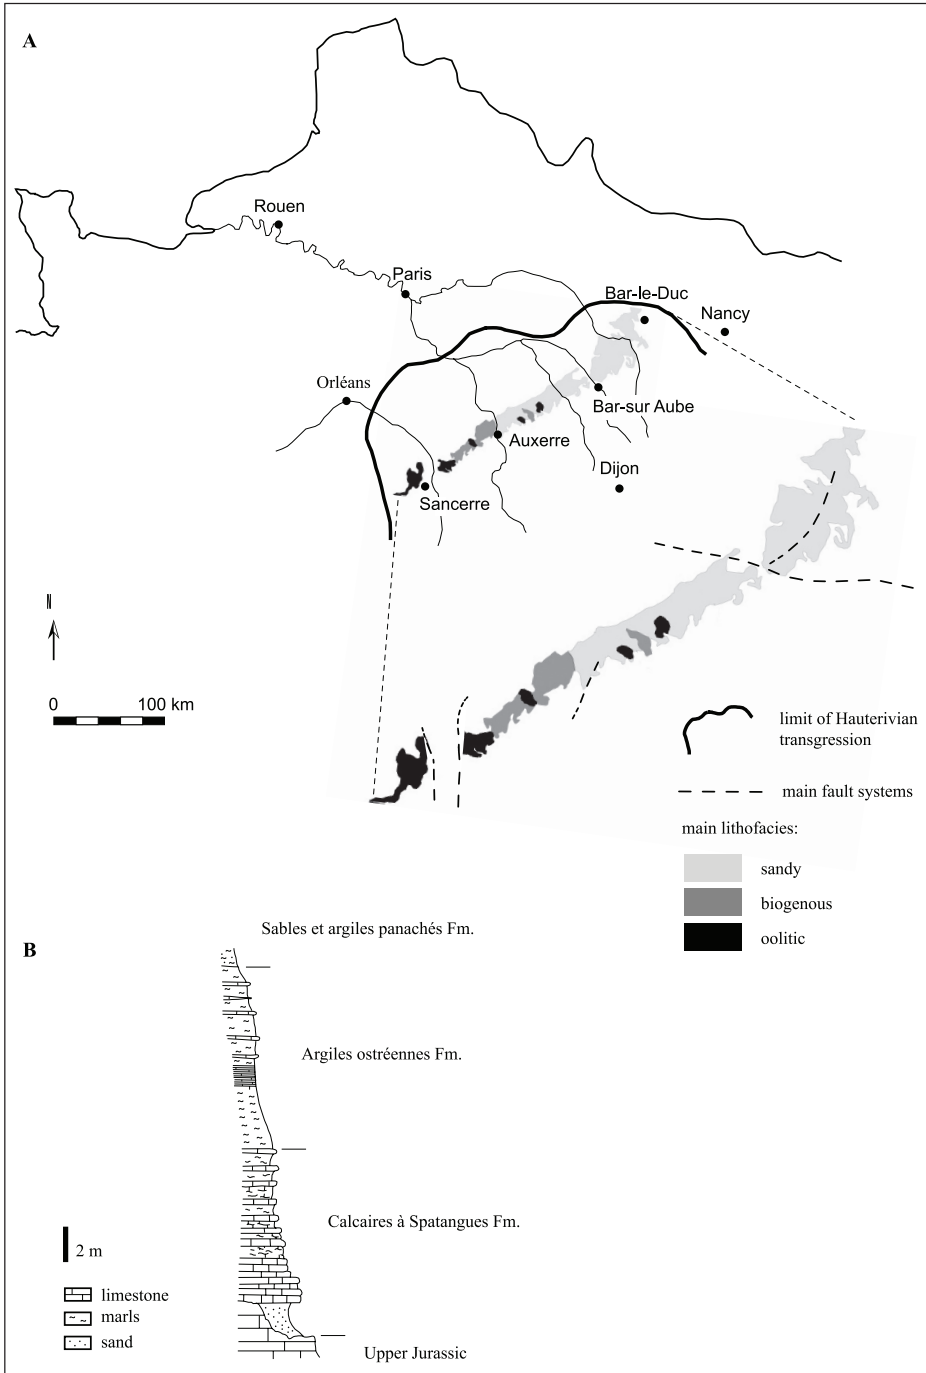 A
Rouen
Paris
Bar-le-Duc
Nancy
Orléans
Bar-sur Aube
Auxerre
Dijon
Sancerre
N
0 100 km
limit of Hauterivian
transgression
main fault systems
main lithofacies:
sandy
biogenous
oolitic
B
Sables et argiles panachés Fm.
Argiles ostréennes Fm.
Calcaires à Spatangues Fm.
2 m
limestone
marls
sand
Upper Jurassic